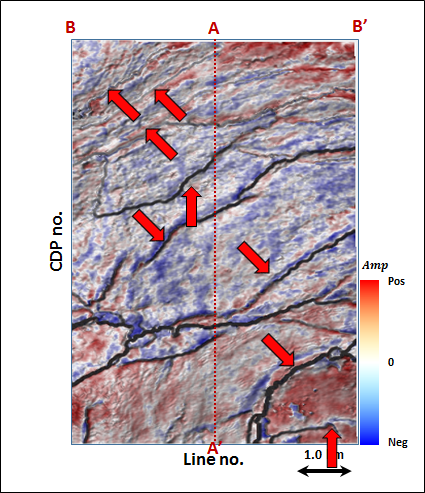 B A B'
CDP no.
Amp
Pos
0
Neg
A'
Line no.
1.0